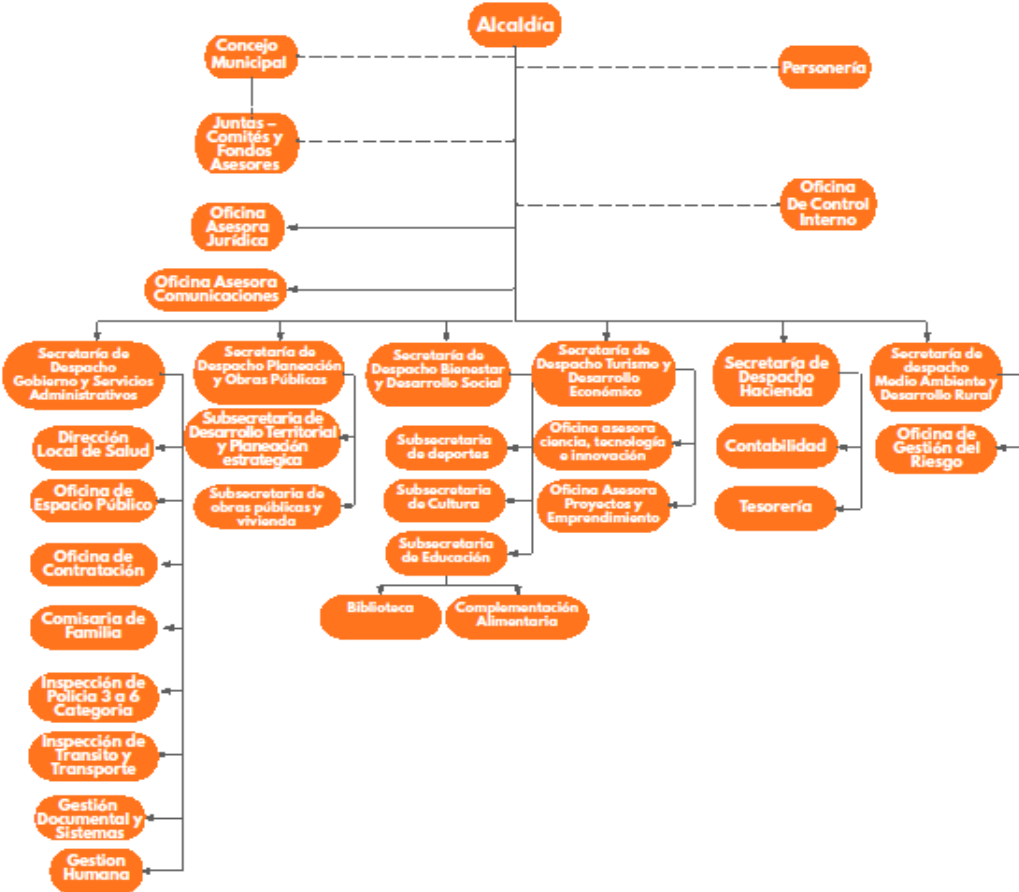 Alcaldía
Concejo
Municipal
Personería
Juntas –
Comités y
Fondos
Asesores
Oficina
De Control
Interno
Oficina
Asesora
Jurídica
Oficina Asesora
Comunicaciones
Secretaría de
Despacho
Gobierno y Servicios
Administrativos
Dirección
Local de Salud
Oficina de
Espacio Público
Oficina de
Contratación
Comisaria de
Familia
Inspección de
Policia 3 a 6
Categoria
Inspección de
Transito y
Transporte
Gestión
Documental y
Sistemas
Gestion
Humana
Secretaría de
Despacho Planeación
y Obras Públicas
Subsecretaria de
Desarrollo Territorial
y Planeación
estrategica
Subsecretaria de
obras públicas y
vivienda
Secretaría de
Despacho Bienestar
y Desarrollo Social
Subsecretaria
de deportes
Subsecretaria
de Cultura
Subsecretaria
de Educación
Biblioteca
Complementación
Alimentaria
Secretaría de
Despacho Turismo y
Desarrollo
Económico
Oficina asesora
ciencia, tecnología
e innovación
Oficina Asesora
Proyectos y
Emprendimiento
Secretaría de
Despacho
Hacienda
Contabilidad
Tesorería
Secretaría de
despacho
Medio Ambiente y
Desarrollo Rural
Oficina de
Gestión del
Riesgo